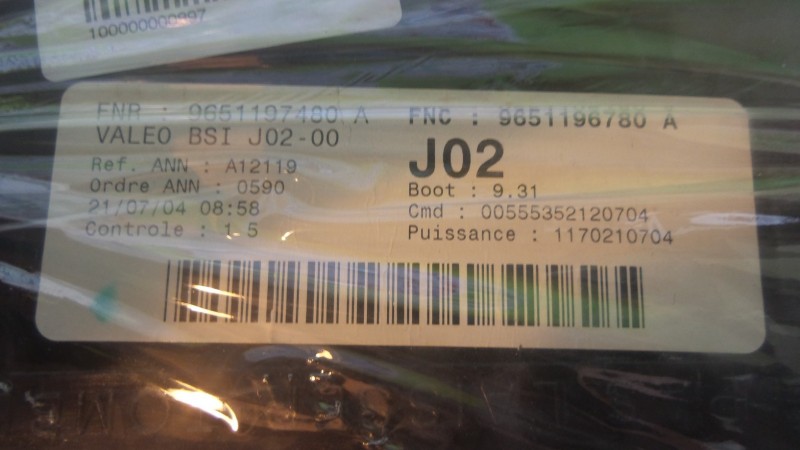 100000000097
FNR : 9651197480 A FNC : 9651196780 A
VALEO BSI J02-00
J02
Ref. ANN : A12119
Ordre ANN : 0590 Boot : 9.31
21/07/04 08:58 Cmd : 00555352120704
Controle : 1.5 Puissance : 1170210704